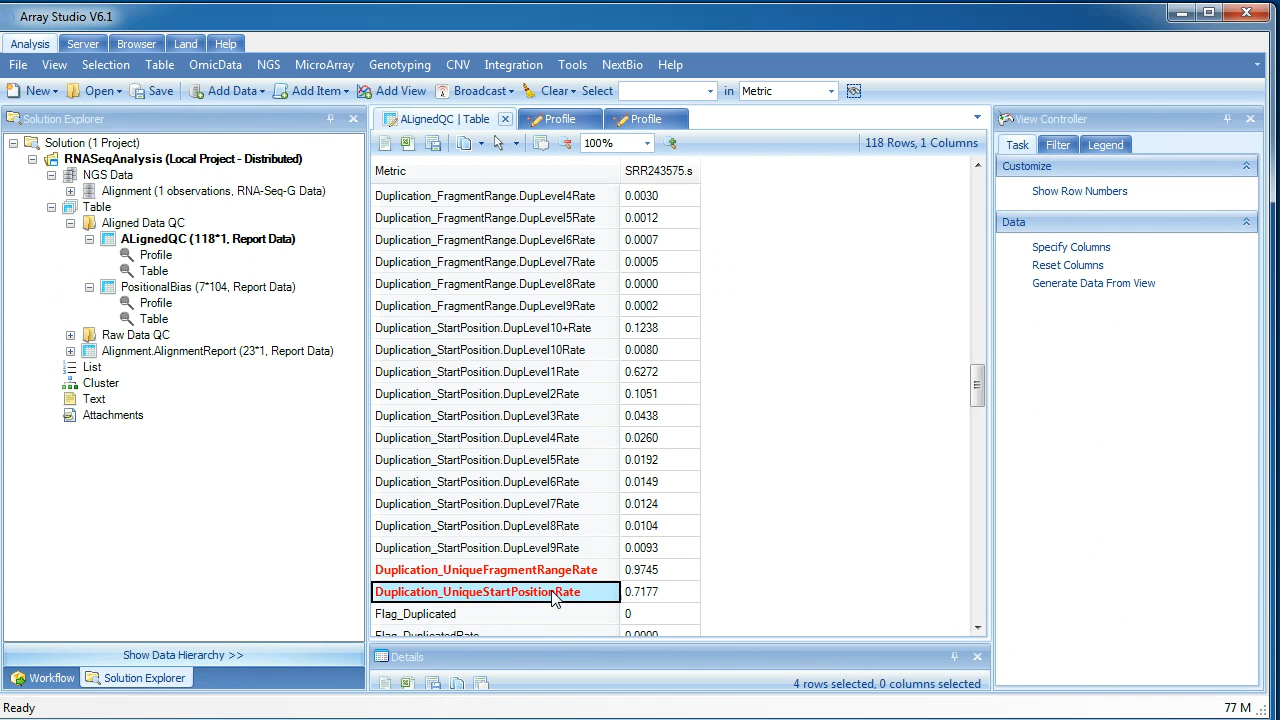 Array Studio V6.1
Analysis Server Browser Land Help
File View Selection Table OmicData NGS MicroArray Genotyping CNV Integration Tools NextBio Help
New Open Save Add Data Add Item Add View Broadcast Clear Select in Metric
Solution Explorer
Solution (1 Project)
RNASeqAnalysis (Local Project - Distributed)
NGS Data
Alignment (1 observations, RNA-Seq-G Data)
Table
Aligned Data QC
ALignedQC (118*1, Report Data)
Profile
Table
PositionalBias (7*104, Report Data)
Profile
Table
Raw Data QC
Alignment.AlignmentReport (23*1, Report Data)
List
Cluster
Text
Attachments
Show Data Hierarchy >>
Workflow Solution Explorer
ALignedQC | Table Profile Profile
100% 118 Rows, 1 Columns
Metric SRR243575.s
Duplication_FragmentRange.DupLevel4Rate 0.0030
Duplication_FragmentRange.DupLevel5Rate 0.0012
Duplication_FragmentRange.DupLevel6Rate 0.0007
Duplication_FragmentRange.DupLevel7Rate 0.0005
Duplication_FragmentRange.DupLevel8Rate 0.0000
Duplication_FragmentRange.DupLevel9Rate 0.0002
Duplication_StartPosition.DupLevel10+Rate 0.1238
Duplication_StartPosition.DupLevel10Rate 0.0080
Duplication_StartPosition.DupLevel1Rate 0.6272
Duplication_StartPosition.DupLevel2Rate 0.1051
Duplication_StartPosition.DupLevel3Rate 0.0438
Duplication_StartPosition.DupLevel4Rate 0.0260
Duplication_StartPosition.DupLevel5Rate 0.0192
Duplication_StartPosition.DupLevel6Rate 0.0149
Duplication_StartPosition.DupLevel7Rate 0.0124
Duplication_StartPosition.DupLevel8Rate 0.0104
Duplication_StartPosition.DupLevel9Rate 0.0093
Duplication_UniqueFragmentRangeRate 0.9745
Duplication_UniqueStartPositionRate 0.7177
Flag_Duplicated 0
Flag_DuplicatedRate 0.0000
Details
4 rows selected, 0 columns selected
View Controller
Task Filter Legend
Customize
Show Row Numbers
Data
Specify Columns
Reset Columns
Generate Data From View
Ready 77 M